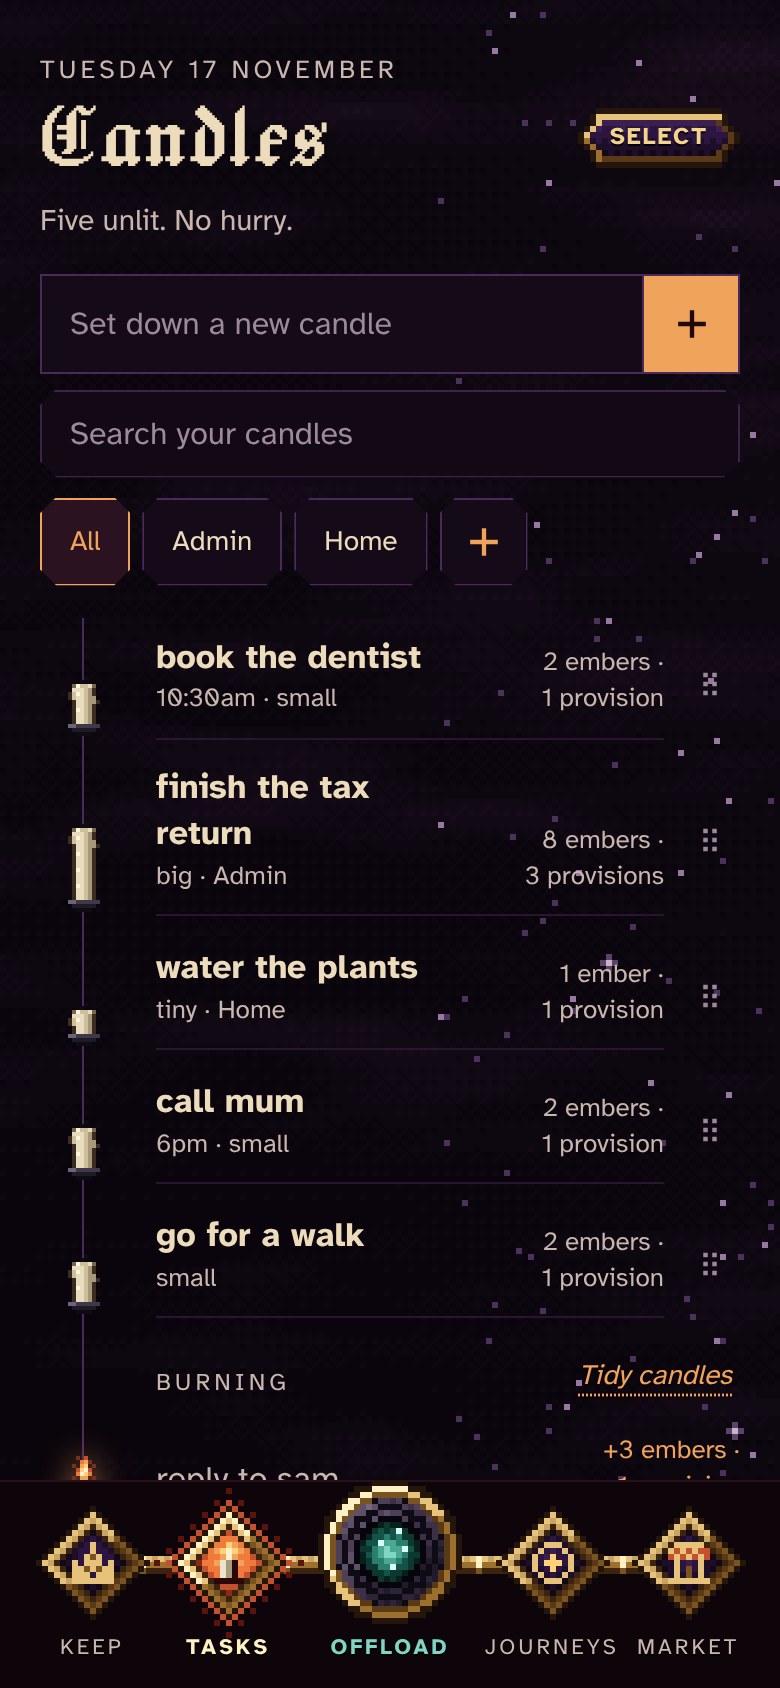 TUESDAY 17 NOVEMBER
Candles
SELECT
Five unlit. No hurry.
Set down a new candle
+
Search your candles
All
Admin
Home
+
book the dentist
10:30am · small
2 embers ·
1 provision
finish the tax
return
big · Admin
8 embers ·
3 provisions
water the plants
tiny · Home
1 ember ·
1 provision
call mum
6pm · small
2 embers ·
1 provision
go for a walk
small
2 embers ·
1 provision
BURNING
Tidy candles
reply to sam
+3 embers ·
KEEP
TASKS
OFFLOAD
JOURNEYS
MARKET